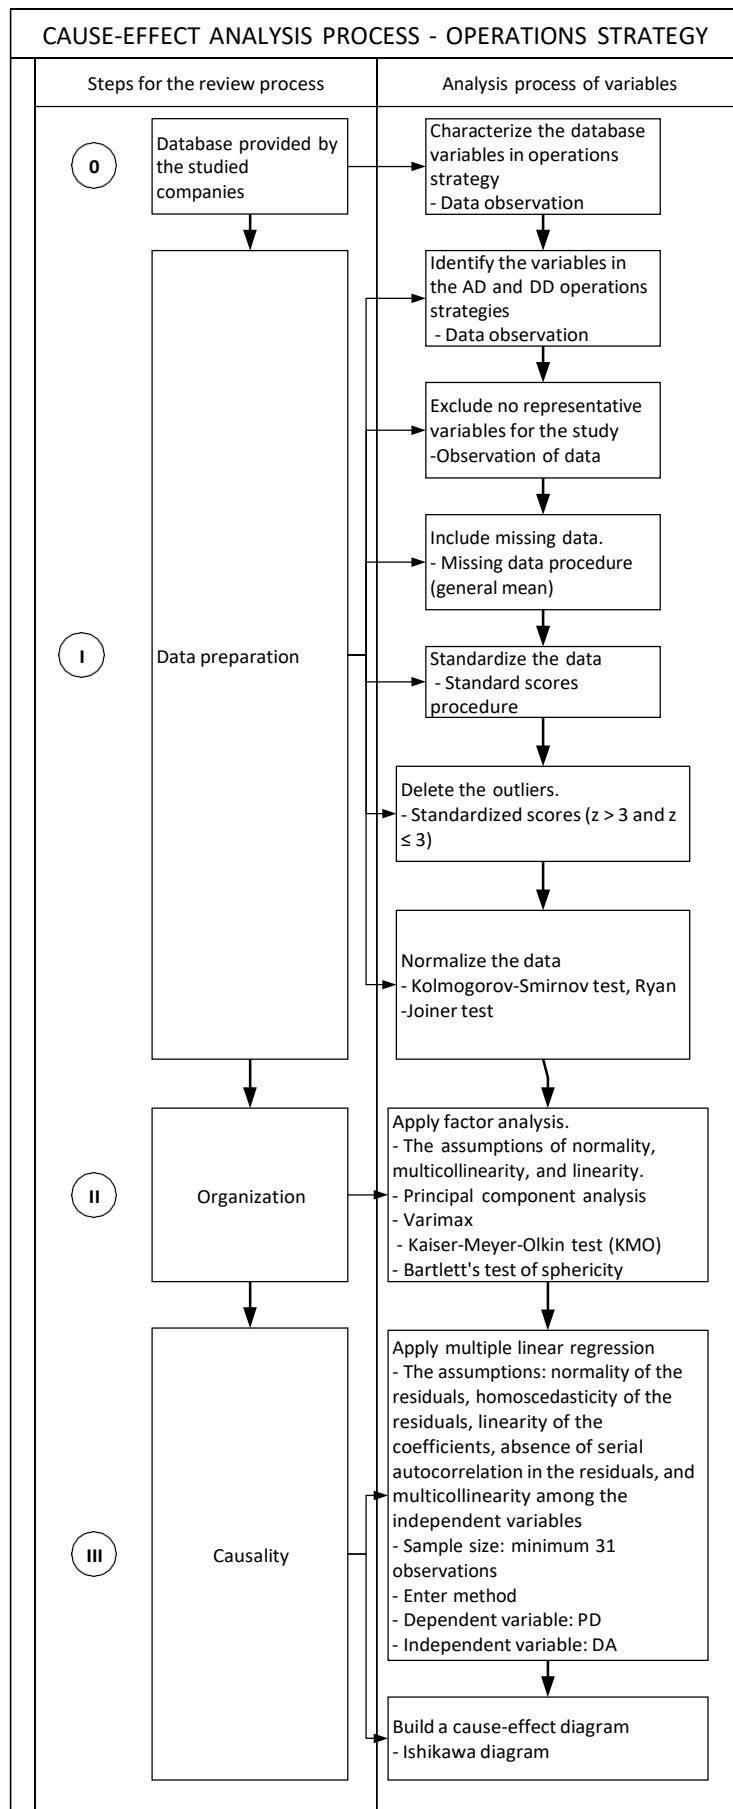 CAUSE-EFFECT ANALYSIS PROCESS - OPERATIONS STRATEGY
Steps for the review process
Analysis process of variables
0
Database provided by
the studied
companies
Characterize the database
variables in operations
strategy
- Data observation
I
Data preparation
Identify the variables in
the AD and DD operations
strategies
- Data observation
Exclude no representative
variables for the study
-Observation of data
Include missing data.
- Missing data procedure
(general mean)
Standardize the data
- Standard scores
procedure
Delete the outliers.
- Standardized scores (z > 3 and z
≤ 3)
Normalize the data
- Kolmogorov-Smirnov test, Ryan
-Joiner test
II
Organization
Apply factor analysis.
- The assumptions of normality,
multicollinearity, and linearity.
- Principal component analysis
- Varimax
- Kaiser-Meyer-Olkin test (KMO)
- Bartlett's test of sphericity
III
Causality
Apply multiple linear regression
- The assumptions: normality of the
residuals, homoscedasticity of the
residuals, linearity of the
coefficients, absence of serial
autocorrelation in the residuals, and
multicollinearity among the
independent variables
- Sample size: minimum 31
observations
- Enter method
- Dependent variable: PD
- Independent variable: DA
Build a cause-effect diagram
- Ishikawa diagram